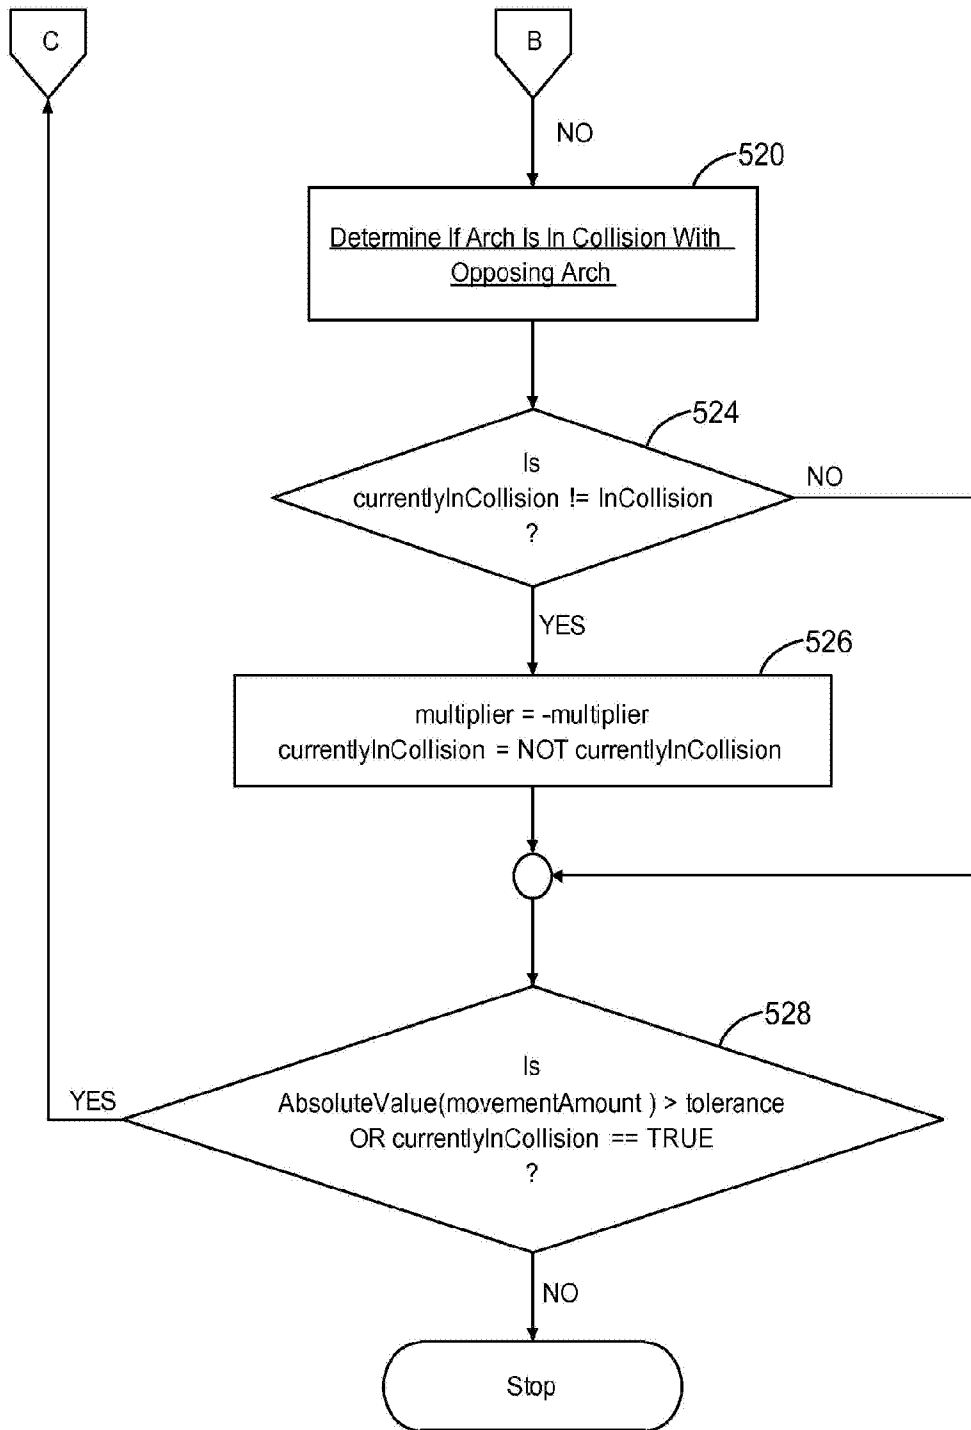 C
B
NO
520
Determine If Arch Is In Collision With
Opposing Arch
524
Is
currentlyInCollision != InCollision
?
NO
YES
526
multiplier = -multiplier
currentlyInCollision = NOT currentlyInCollision
528
Is
AbsoluteValue(movementAmount ) > tolerance
OR currentlyInCollision == TRUE
?
YES
NO
Stop